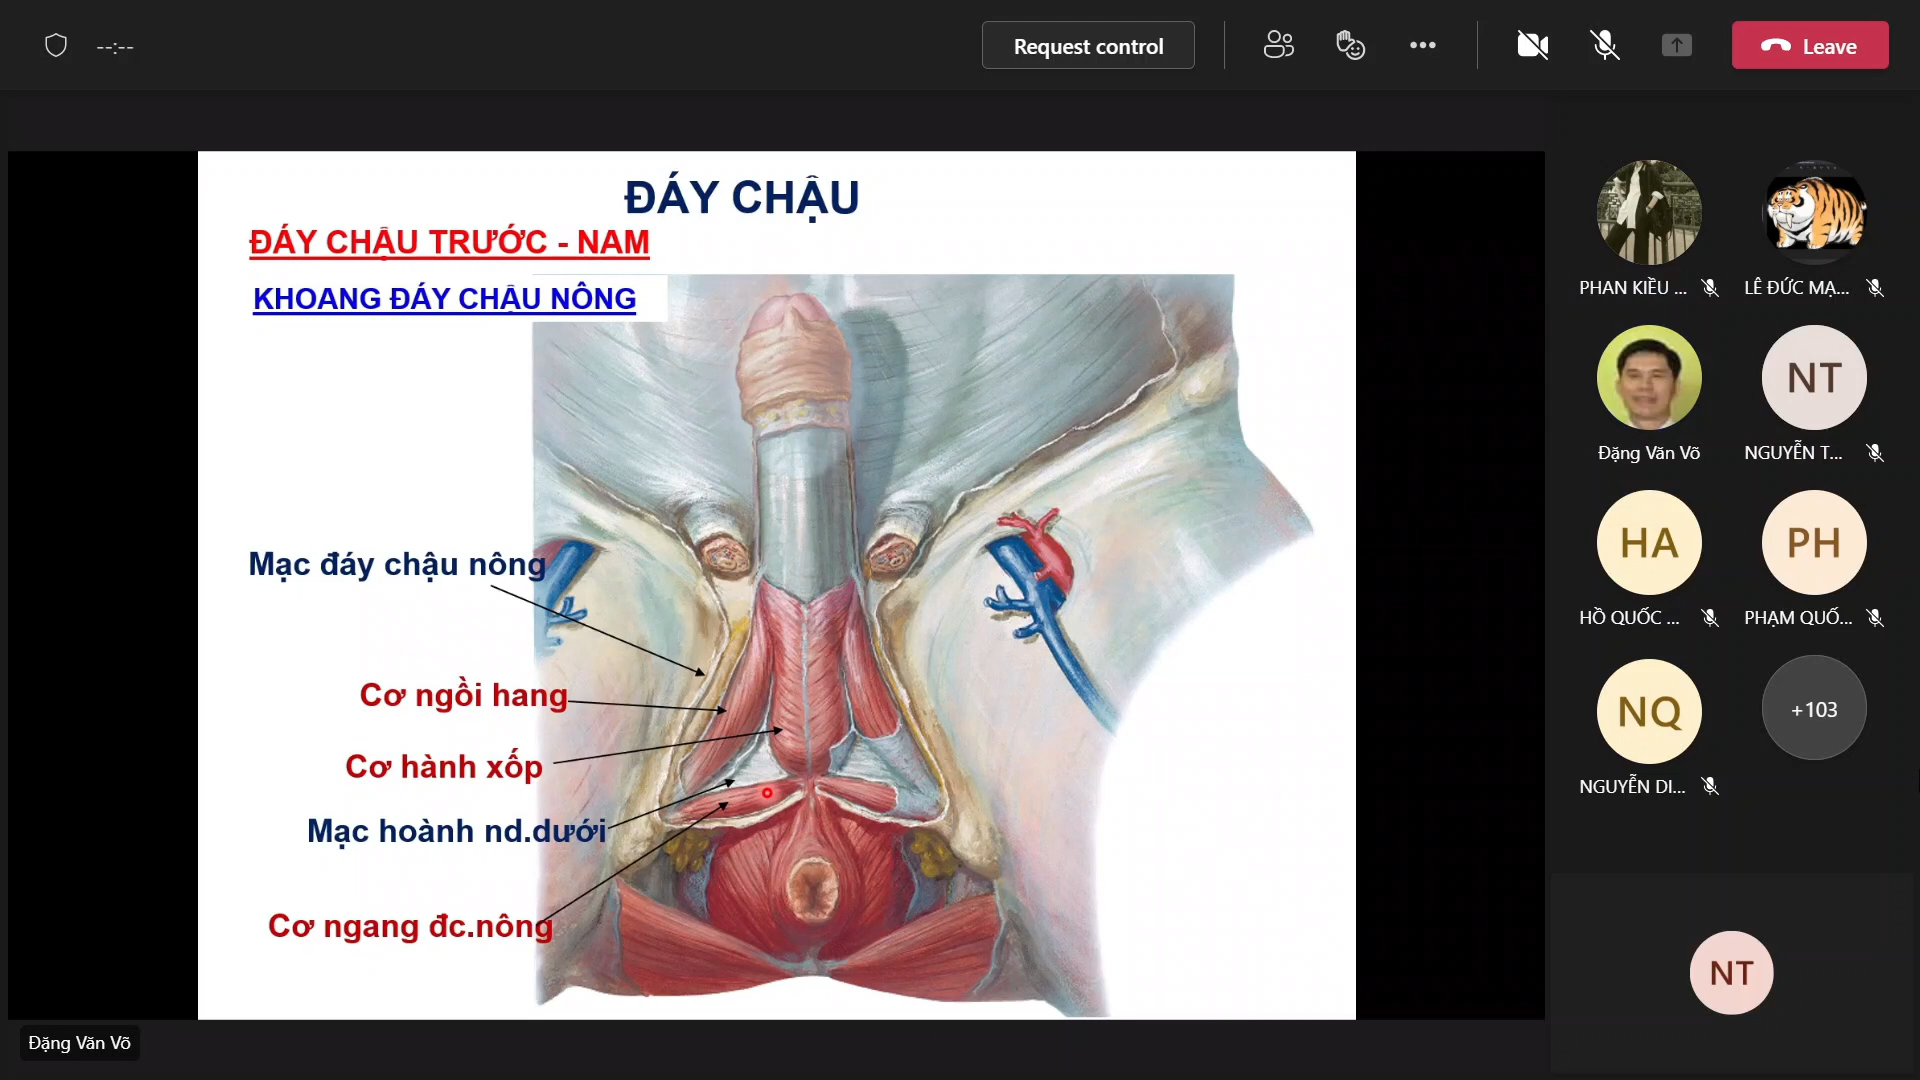 --:--
Request control
Leave
ĐÁY CHẬU
ĐÁY CHẬU TRƯỚC - NAM
KHOANG ĐÁY CHẬU NÔNG
Mạc đáy chậu nông
Cơ ngồi hang
Cơ hành xốp
Mạc hoành nd.dưới
Cơ ngang đc.nông
PHAN KIỀU ...
LÊ ĐỨC MẠ...
Đặng Văn Võ
NT
NGUYỄN T...
HA
HỒ QUỐC ...
PH
PHẠM QUỐ...
NQ
NGUYỄN DI...
+103
NT
Đặng Văn Võ